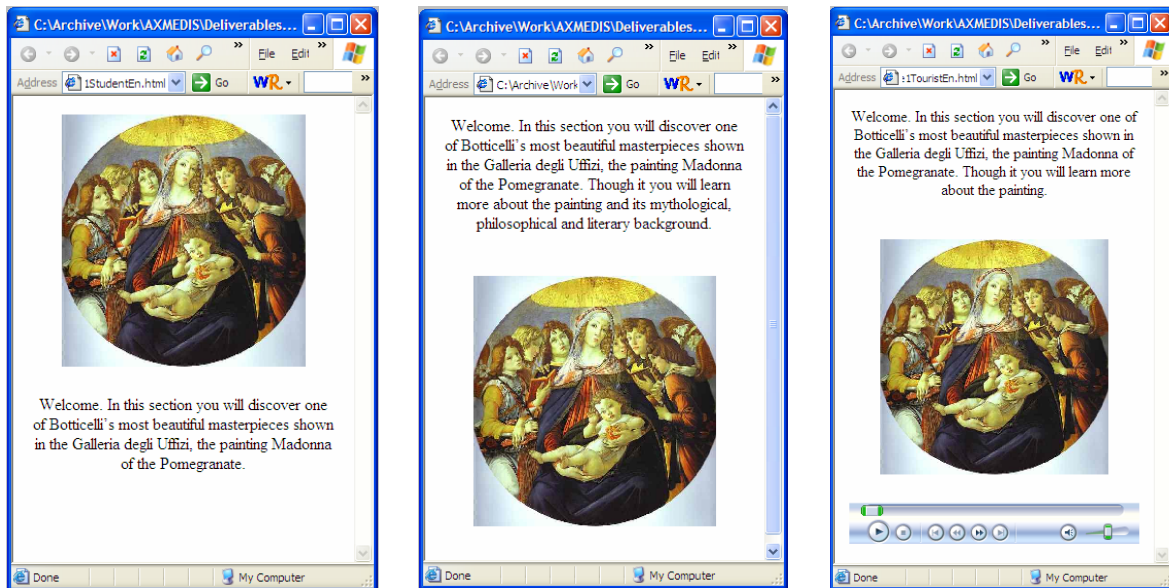 C:\Archive\Work\AXMEDIS\Deliverables...
File Edit »
Address 1StudentEn.html Go WR »
Welcome. In this section you will discover one
of Botticelli`s most beautiful masterpieces shown
in the Galleria degli Uffizi, the painting Madonna
of the Pomegranate.
Done My Computer
C:\Archive\Work\AXMEDIS\Deliverables...
File Edit »
Address C:\Archive\Work Go WR »
Welcome. In this section you will discover one
of Botticelli`s most beautiful masterpieces shown
in the Galleria degli Uffizi, the painting Madonna
of the Pomegranate. Though it you will learn
more about the painting and its mythological,
philosophical and literary background.
Done My Computer
C:\Archive\Work\AXMEDIS\Deliverables...
File Edit »
Address 1TouristEn.html Go WR »
Welcome. In this section you will discover one of
Botticelli`s most beautiful masterpieces shown in
the Galleria degli Uffizi, the painting Madonna of
the Pomegranate. Though it you will learn more
about the painting.
Done My Computer